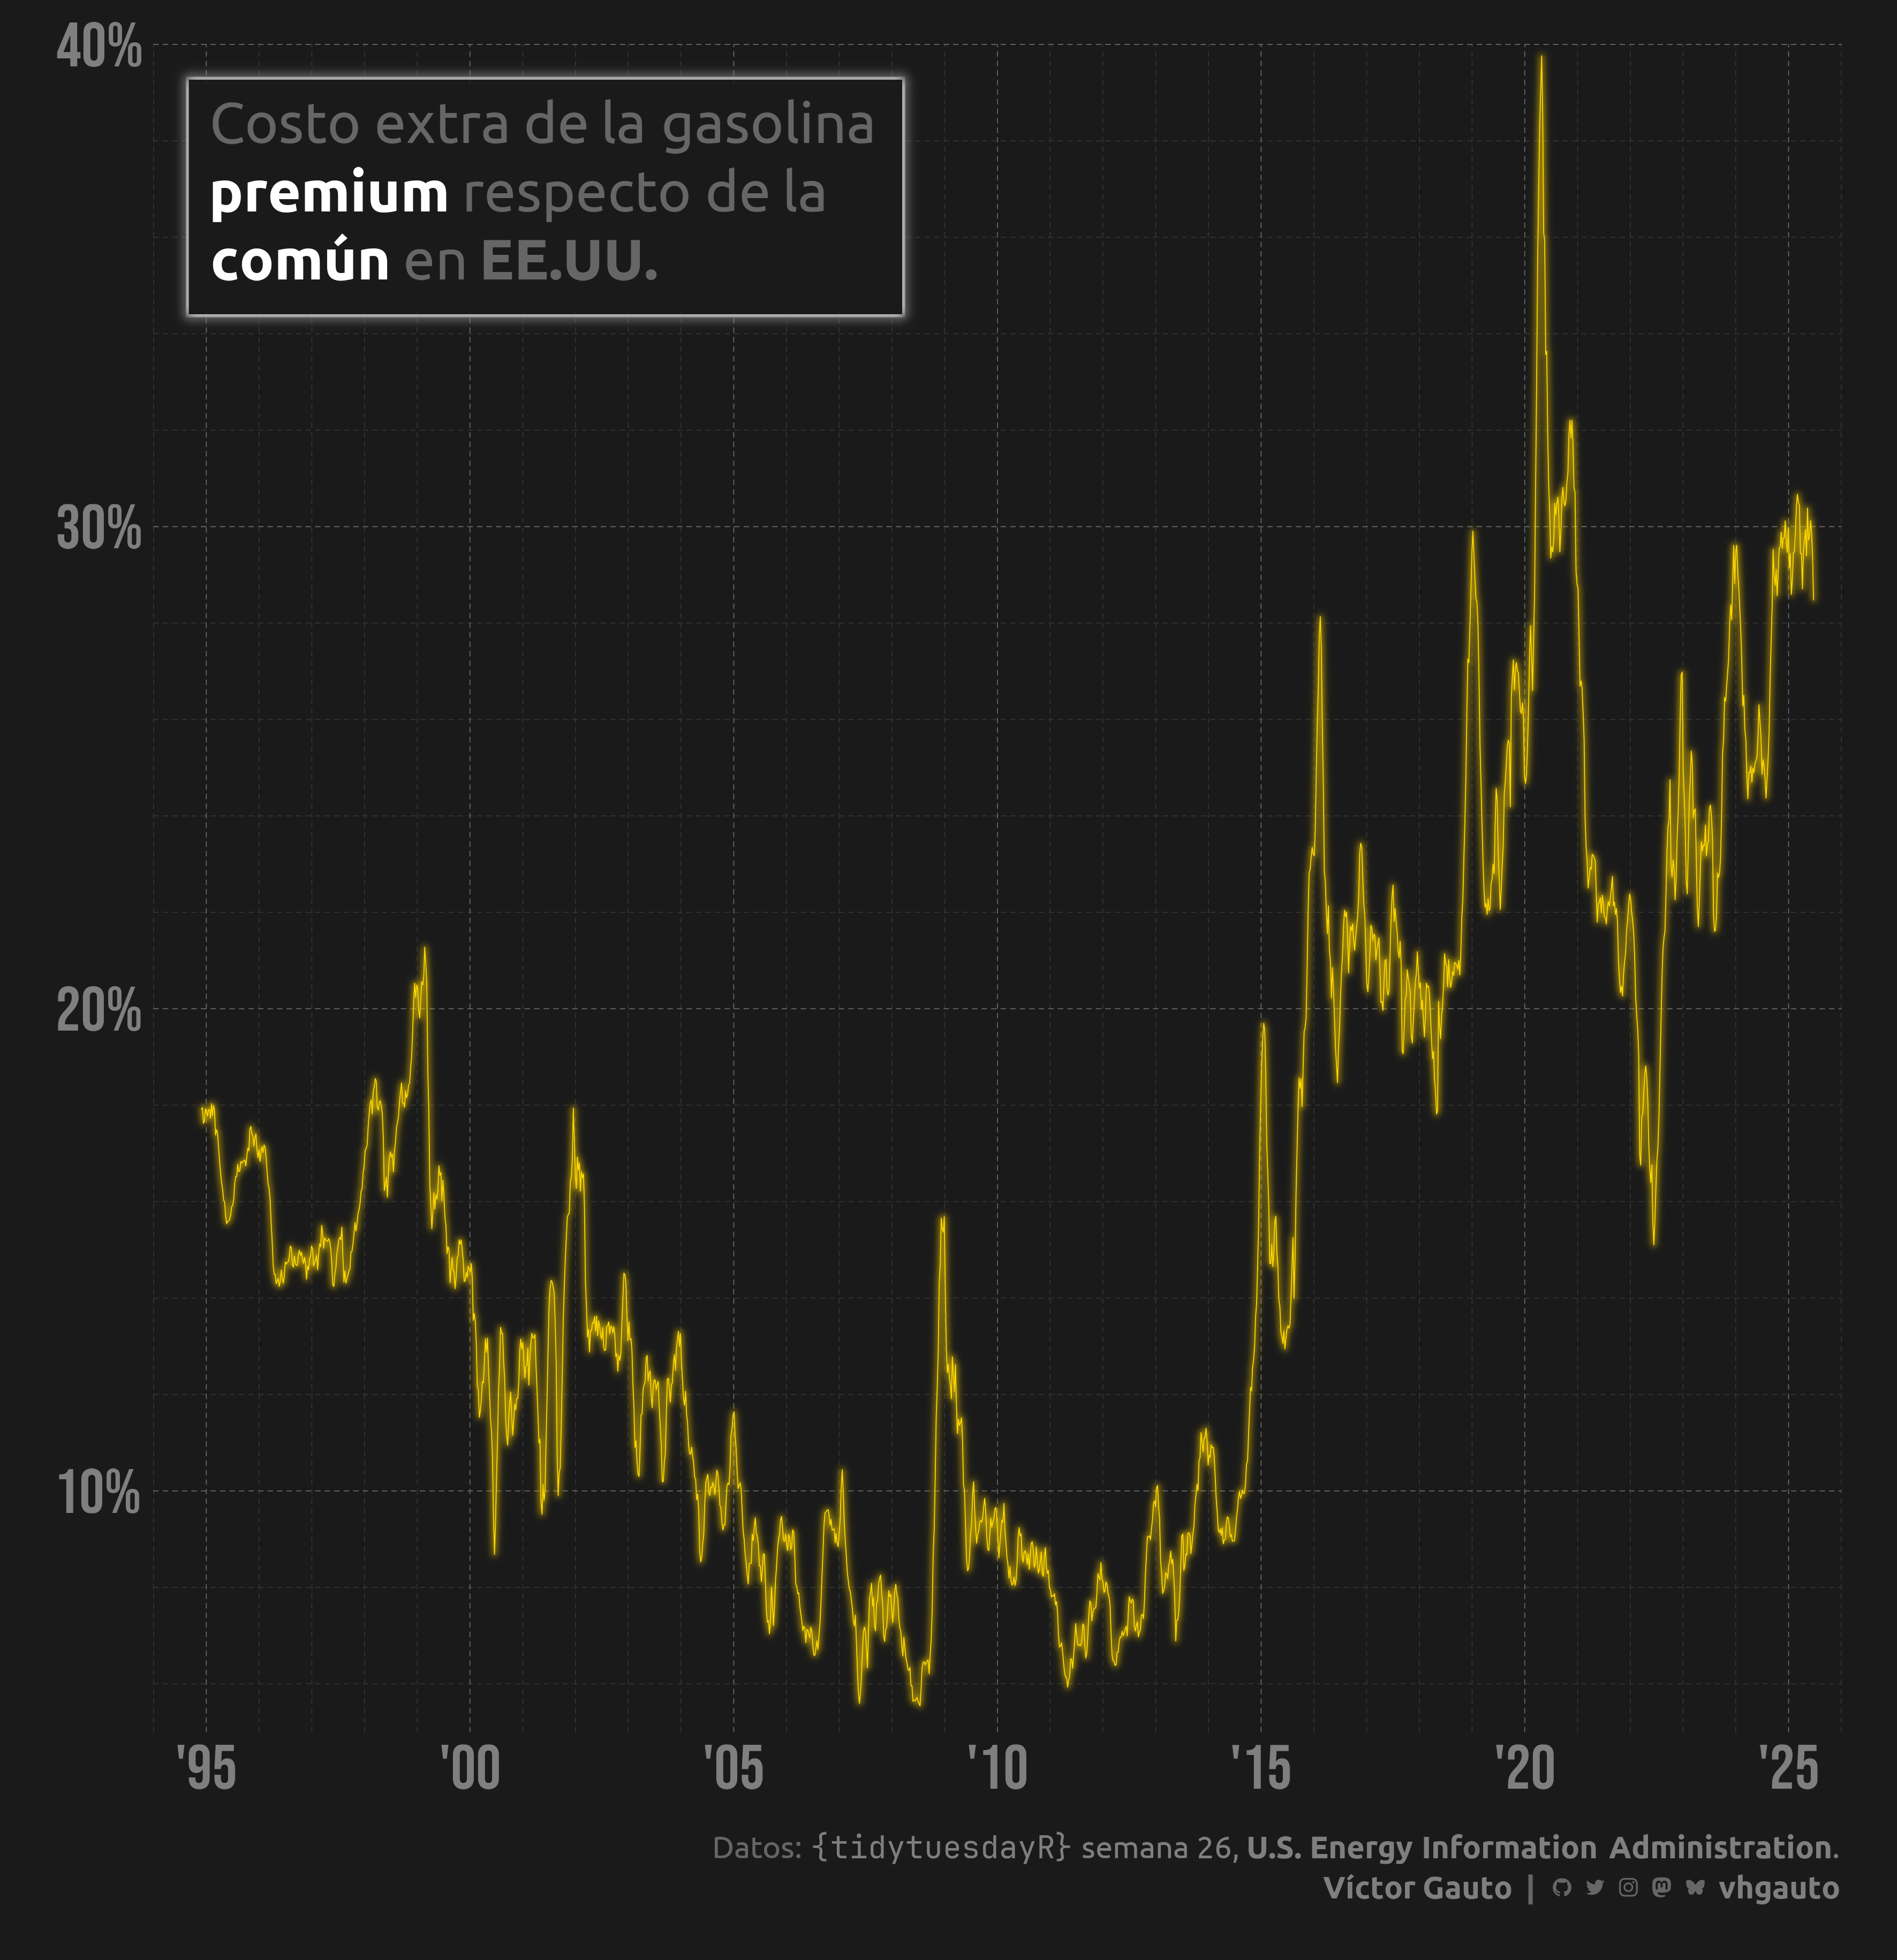 40%
Costo extra de la gasolina
premium respecto de la
común en EE.UU.
30%
20%
10%
'95 '00 '05 '10 '15 '20 '25
Datos: {tidytuesdayR} semana 26, U.S. Energy Information Administration.
Víctor Gauto | vhgauto